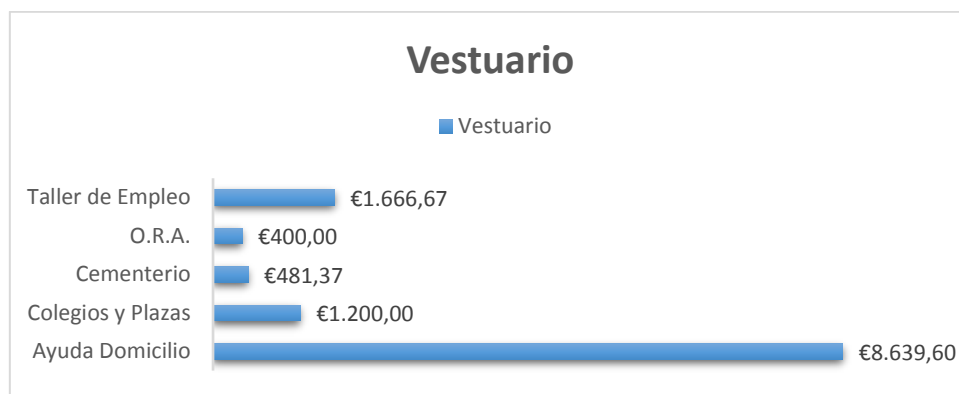 Vestuario
Vestuario
Taller de Empleo €1.666,67
O.R.A. €400,00
Cementerio €481,37
Colegios y Plazas €1.200,00
Ayuda Domicilio €8.639,60